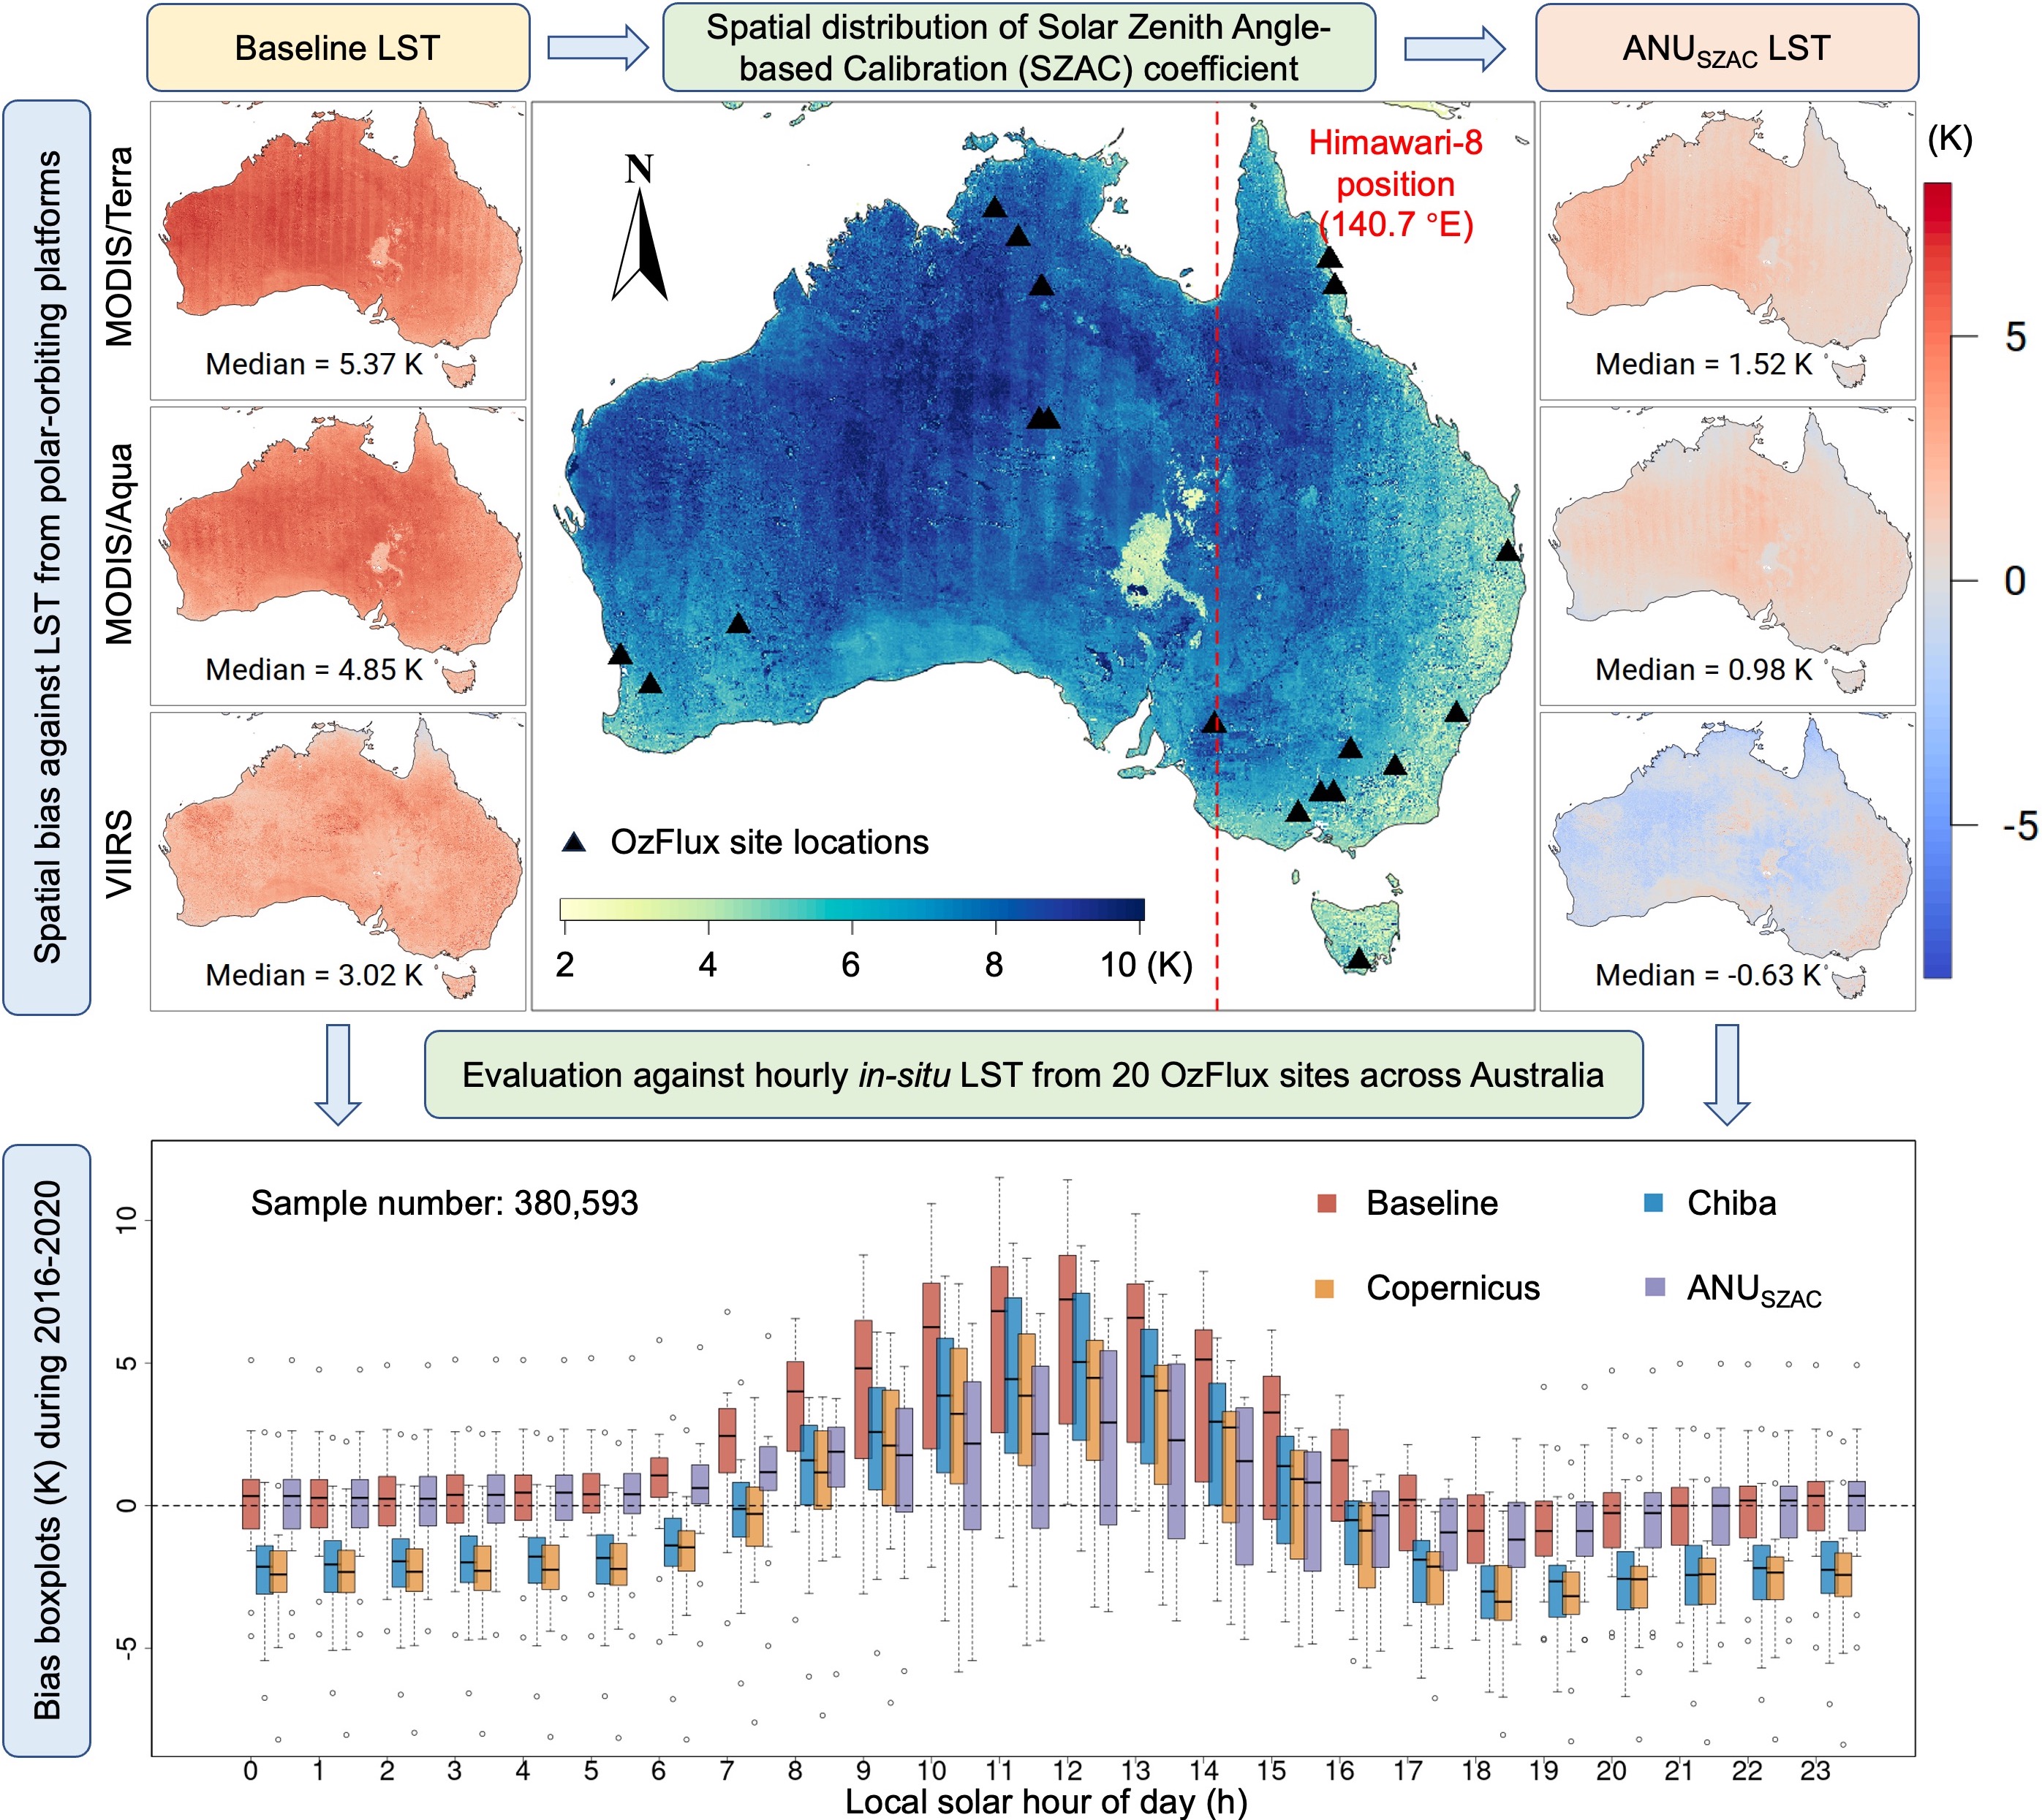 Baseline LST
Spatial distribution of Solar Zenith Angle-
based Calibration (SZAC) coefficient
ANUSZAC LST
Spatial bias against LST from polar-orbiting platforms
MODIS/Terra
Median = 5.37 K
MODIS/Aqua
Median = 4.85 K
VIIRS
Median = 3.02 K
N
Himawari-8
position
(140.7 °E)
OzFlux site locations
2 4 6 8 10 (K)
Median = 1.52 K
Median = 0.98 K
Median = -0.63 K
(K)
5
0
-5
Evaluation against hourly in-situ LST from 20 OzFlux sites across Australia
Bias boxplots (K) during 2016-2020
Sample number: 380,593
Baseline
Chiba
Copernicus
ANUSZAC
10
5
0
-5
0 1 2 3 4 5 6 7 8 9 10 11 12 13 14 15 16 17 18 19 20 21 22 23
Local solar hour of day (h)